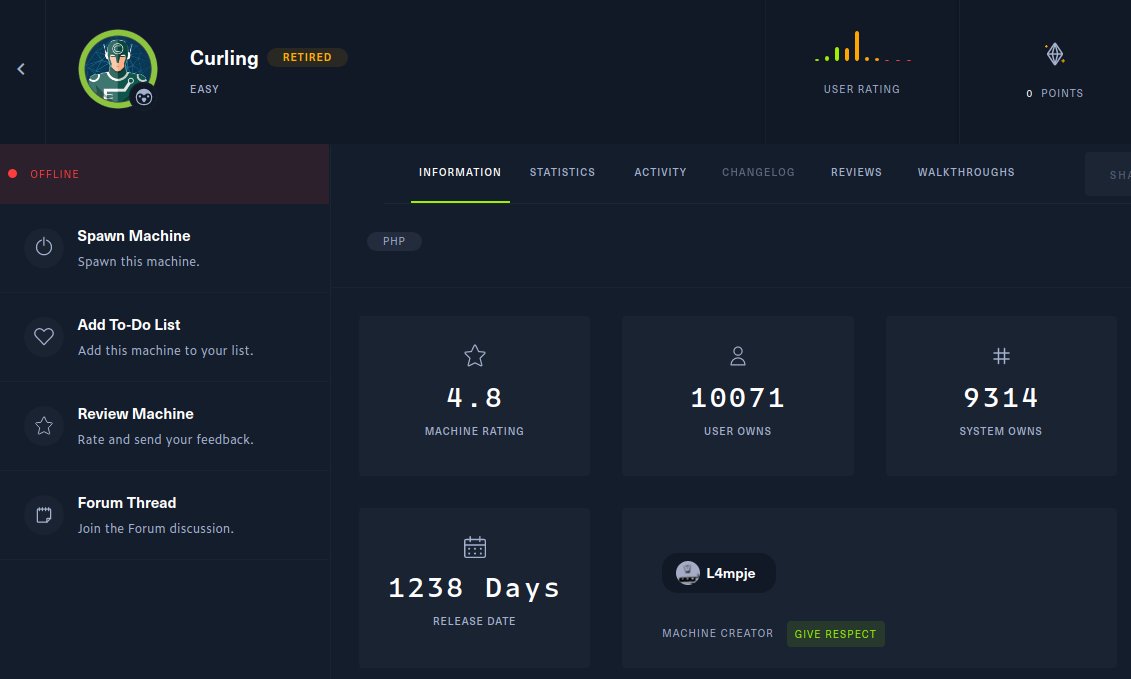 Curling RETIRED
EASY
USER RATING
0 POINTS
OFFLINE
INFORMATION STATISTICS ACTIVITY CHANGELOG REVIEWS WALKTHROUGHS
PHP
Spawn Machine
Spawn this machine.
Add To-Do List
Add this machine to your list.
Review Machine
Rate and send your feedback.
Forum Thread
Join the Forum discussion.
4.8
MACHINE RATING
10071
USER OWNS
9314
SYSTEM OWNS
1238 Days
RELEASE DATE
L4mpje
MACHINE CREATOR GIVE RESPECT